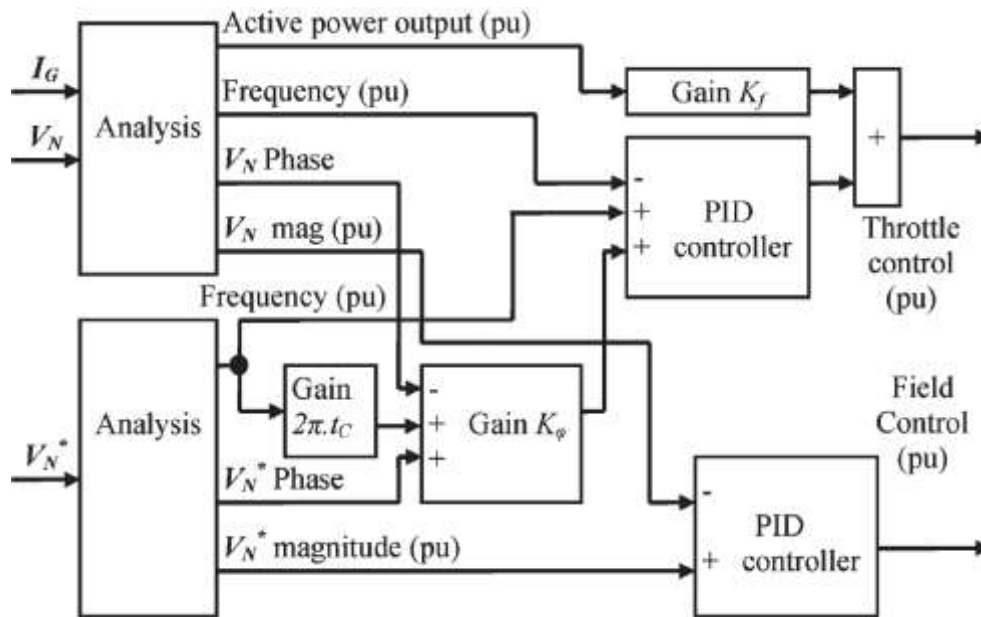 Active power output (pu)
I_G
Gain K_f
Frequency (pu)
Analysis
+
V_N
V_N Phase
-
+
+
PID
controller
V_N mag (pu)
Throttle
control
(pu)
Frequency (pu)
Gain
2π.t_C
-
+
+
Gain K_φ
Field
Control
(pu)
Analysis
V_N*
V_N* Phase
-
+
PID
controller
V_N* magnitude (pu)